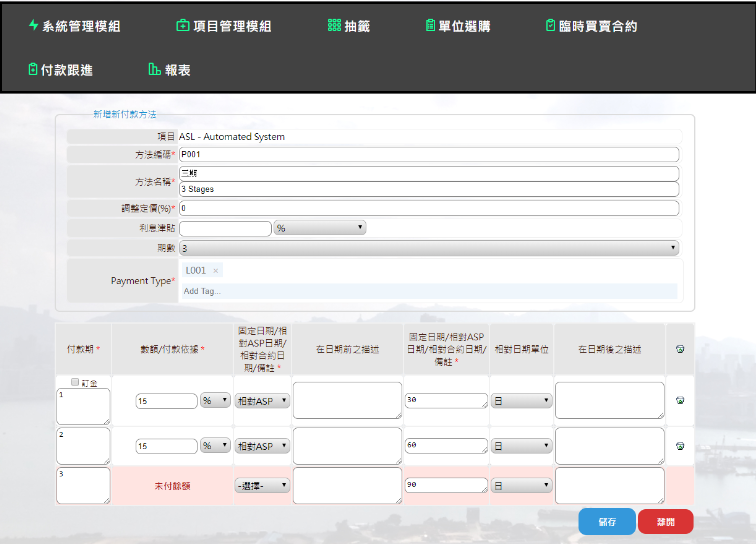 系統管理模組
項目管理模組
抽籤
單位選購
臨時買賣合約
付款跟進
報表
新增新付款方法
項目 ASL - Automated System
方法編碼* P001
方法名稱* 三期
3 Stages
調整定價(%)* 0
利息津貼 %
期數 3
Payment Type* L001 ×
Add Tag...
付款期 *
數額/付款依據 *
固定日期/相
對ASP日期/
相對合約日
期/備註 *
在日期前之描述
固定日期/相對ASP
日期/相對合約日期/
備註 *
相對日期單位
在日期後之描述
訂金
1 15 % 相對ASP 30 日
2 15 % 相對ASP 60 日
3 未付餘額 -選擇- 90 日
儲存
離開